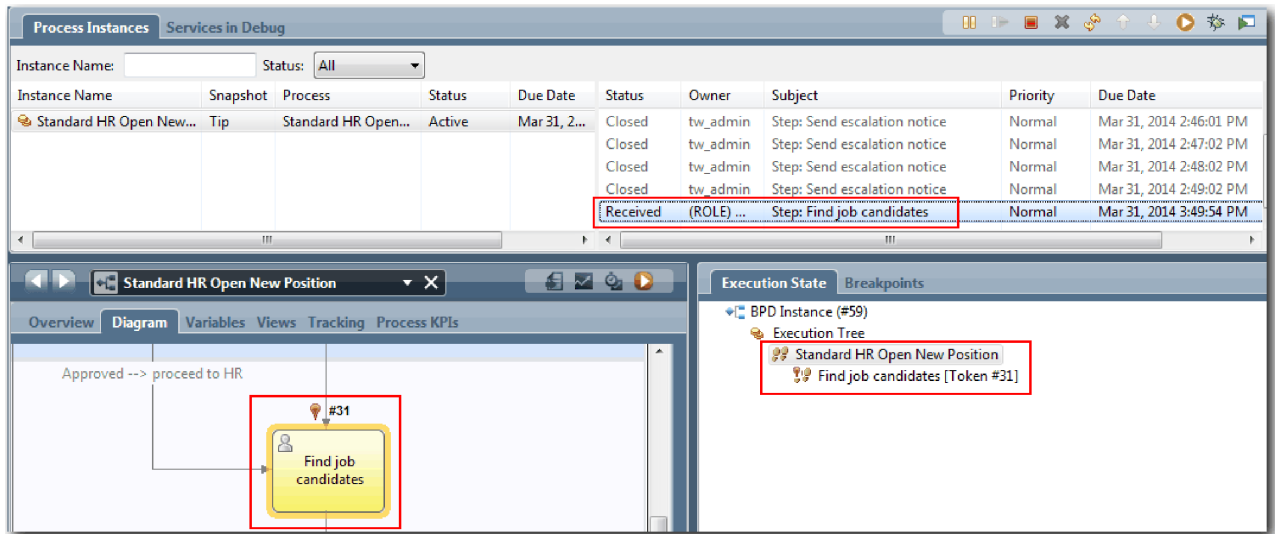 Process Instances Services in Debug
Instance Name: Status: All
Instance Name Snapshot Process Status Due Date Status Owner Subject Priority Due Date
Standard HR Open New... Tip Standard HR Open... Active Mar 31, 2... Closed tw_admin Step: Send escalation notice Normal Mar 31, 2014 2:46:01 PM
Closed tw_admin Step: Send escalation notice Normal Mar 31, 2014 2:47:02 PM
Closed tw_admin Step: Send escalation notice Normal Mar 31, 2014 2:48:02 PM
Closed tw_admin Step: Send escalation notice Normal Mar 31, 2014 2:49:02 PM
Received (ROLE) ... Step: Find job candidates Normal Mar 31, 2014 3:49:54 PM
Standard HR Open New Position
Overview Diagram Variables Views Tracking Process KPIs
Approved --> proceed to HR
#31
Find job
candidates
Execution State Breakpoints
BPD Instance (#59)
Execution Tree
Standard HR Open New Position
Find job candidates [Token #31]